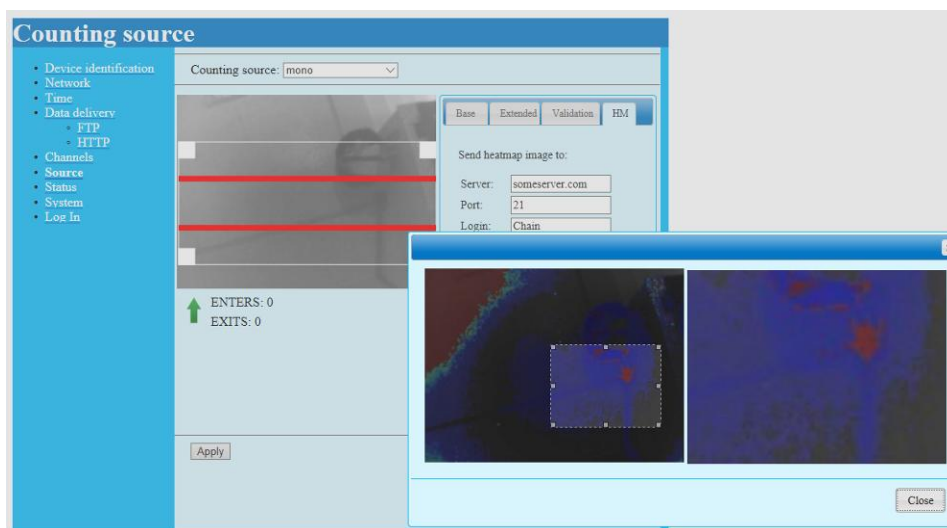 Counting source
Device identification
Network
Time
Data delivery
FTP
HTTP
Channels
Source
Status
System
Log In
Counting source: mono
ENTERS: 0
EXITS: 0
Apply
Base Extended Validation HM
Send heatmap image to:
Server: someserver.com
Port: 21
Login: Chain
Close